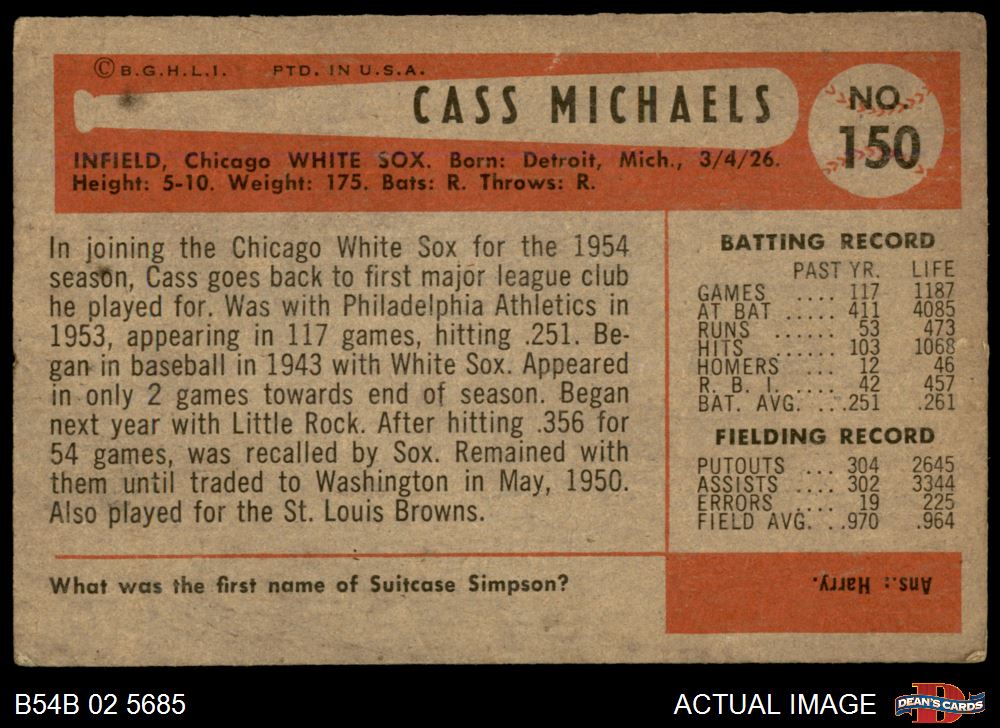 © B.G.H.L.I. PTD. IN U.S.A.
CASS MICHAELS
NO.
150
INFIELD, Chicago WHITE SOX. Born: Detroit, Mich., 3/4/26.
Height: 5-10. Weight: 175. Bats: R. Throws: R.
In joining the Chicago White Sox for the 1954
season, Cass goes back to first major league club
he played for. Was with Philadelphia Athletics in
1953, appearing in 117 games, hitting .251. Be-
gan in baseball in 1943 with White Sox. Appeared
in only 2 games towards end of season. Began
next year with Little Rock. After hitting .356 for
54 games, was recalled by Sox. Remained with
them until traded to Washington in May, 1950.
Also played for the St. Louis Browns.
BATTING RECORD
PAST YR. LIFE
GAMES .... 117 1187
AT BAT ..... 411 4085
RUNS ...... 53 473
HITS ...... 103 1068
HOMERS .... 12 46
R. B. I. ..... 42 457
BAT. AVG. ...251 .261
FIELDING RECORD
PUTOUTS ... 304 2645
ASSISTS .... 302 3344
ERRORS .... 19 225
FIELD AVG. ..970 .964
What was the first name of Suitcase Simpson?
Ans.: Harry.
B54B 02 5685
ACTUAL IMAGE
DEAN'S CARDS